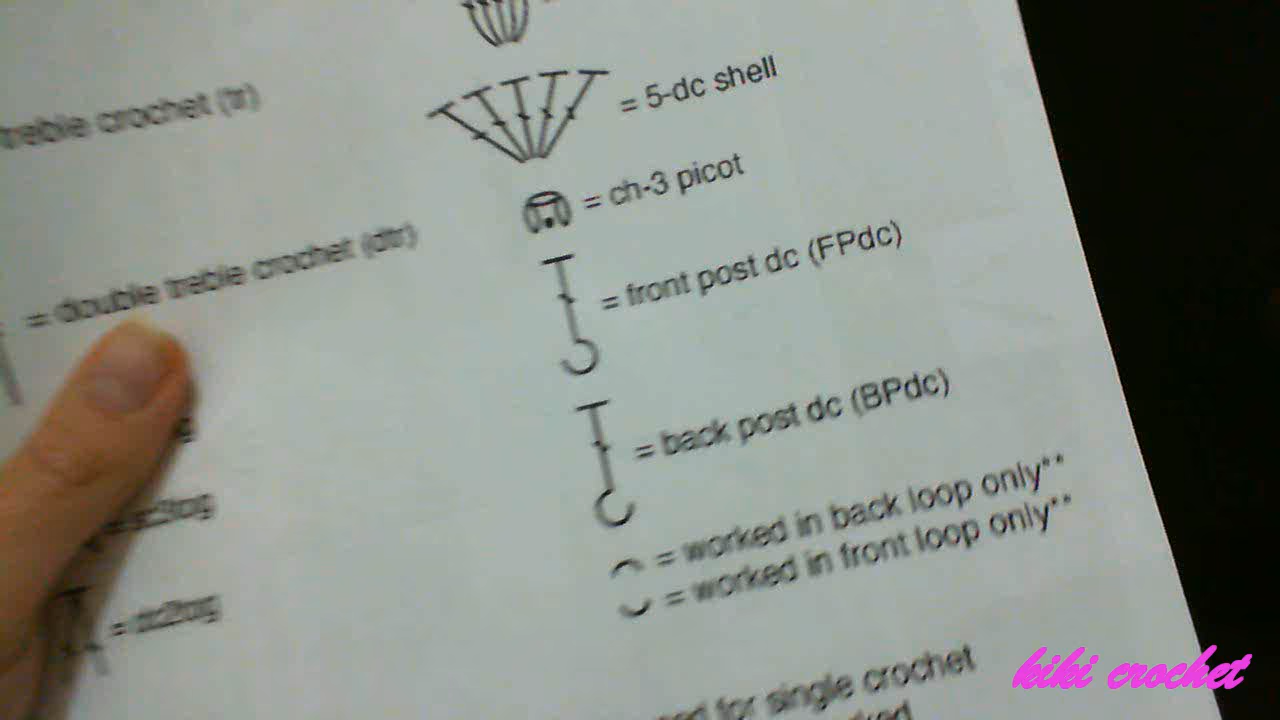 treble crochet (tr)
= double treble crochet (dtr)
= 5-dc shell
= ch-3 picot
= front post dc (FPdc)
= back post dc (BPdc)
= worked in back loop only**
= worked in front loop only**
for single crochet
kiki crochet